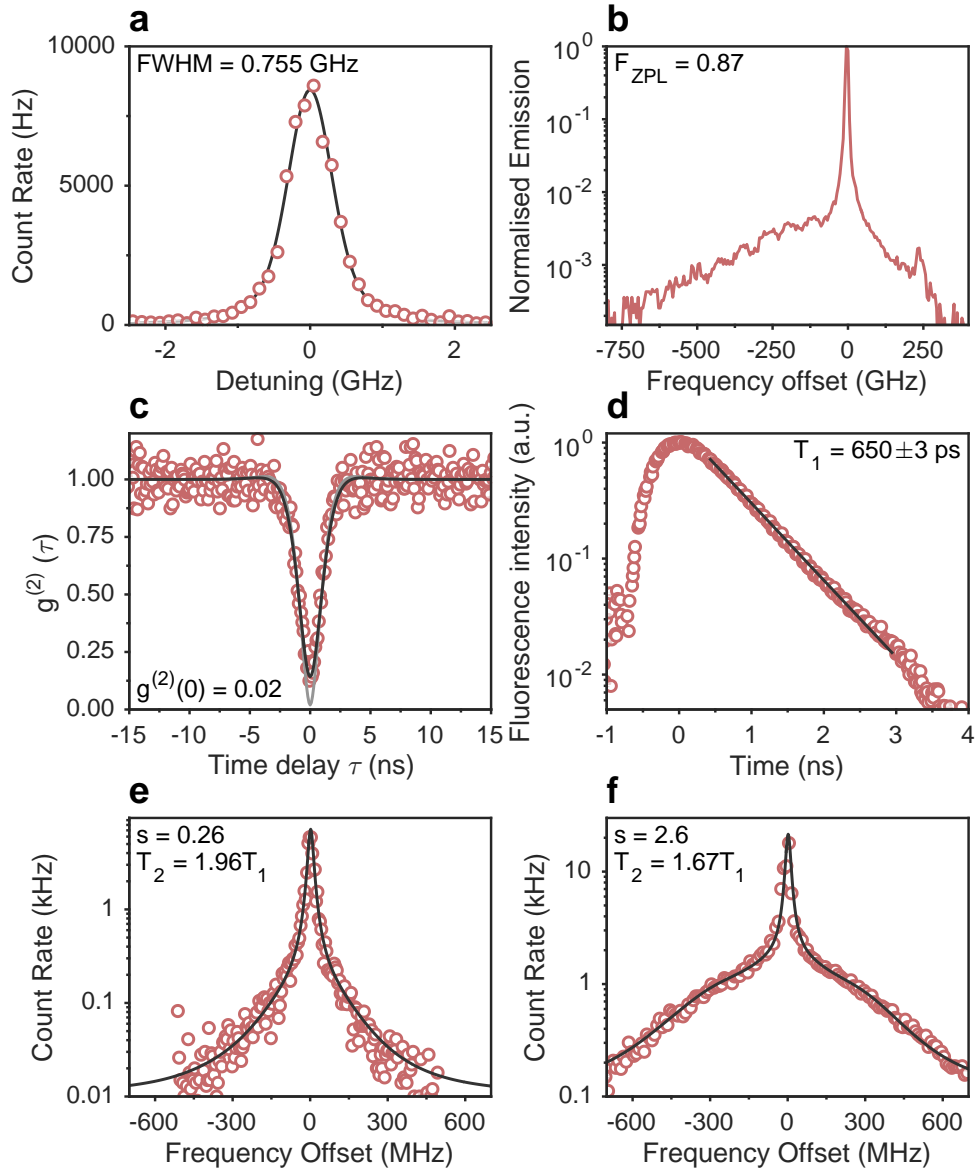 a
FWHM = 0.755 GHz
10000
5000
0
Count Rate (Hz)
-2
0
2
Detuning (GHz)
b
F_ZPL = 0.87
10^0
10^-1
10^-2
10^-3
Normalised Emission
-750
-500
-250
0
250
Frequency offset (GHz)
c
1.00
0.75
0.50
0.25
0.00
g^(2) (τ)
g^(2)(0) = 0.02
-15
-10
-5
0
5
10
15
Time delay τ (ns)
d
T_1 = 650±3 ps
10^0
10^-1
10^-2
Fluorescence intensity (a.u.)
-1
0
1
2
3
4
Time (ns)
e
s = 0.26
T_2 = 1.96T_1
1
0.1
0.01
Count Rate (kHz)
-600
-300
0
300
600
Frequency Offset (MHz)
f
s = 2.6
T_2 = 1.67T_1
10
1
0.1
Count Rate (kHz)
-600
-300
0
300
600
Frequency Offset (MHz)